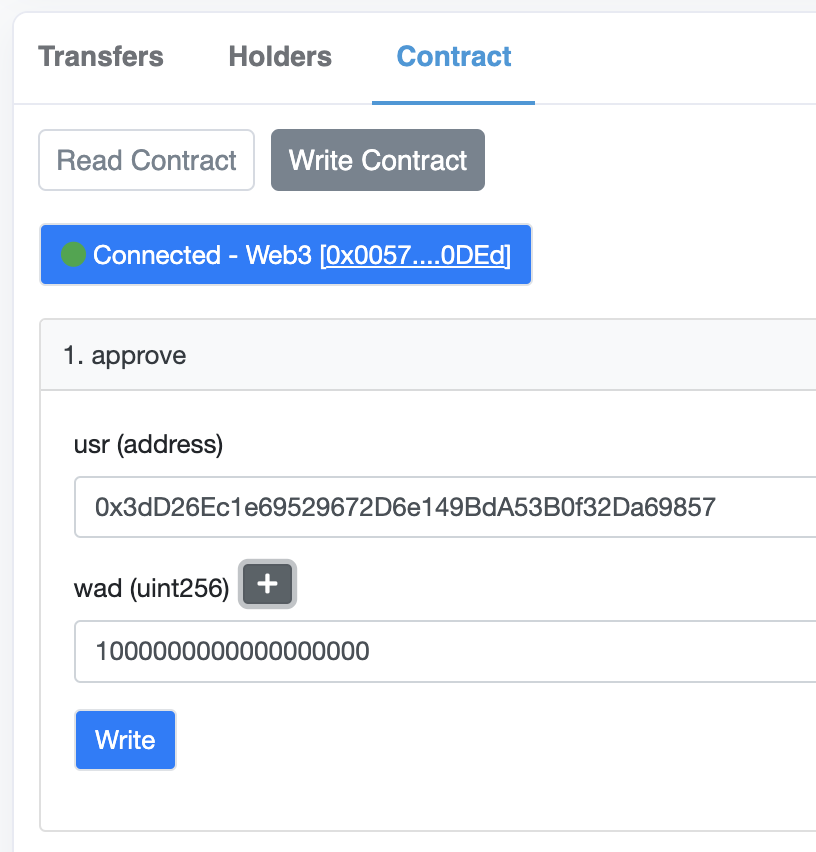 Transfers Holders Contract
Read Contract Write Contract
Connected - Web3 [0x0057....0DEd]
1. approve
usr (address)
0x3dD26Ec1e69529672D6e149BdA53B0f32Da69857
wad (uint256) +
1000000000000000000
Write